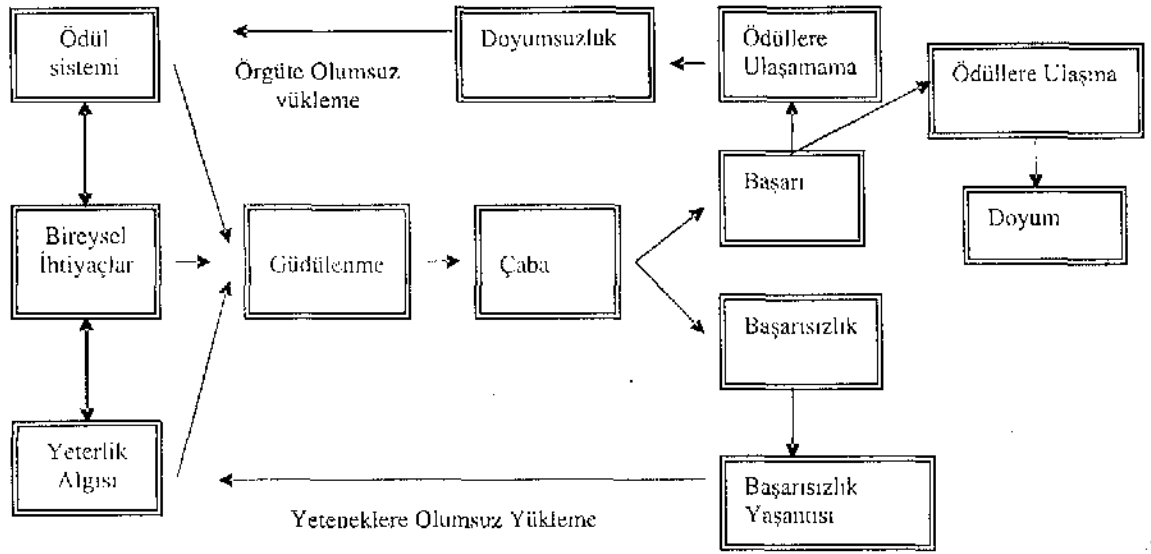 Ödül
sistemi
Doyumsuzluk
Ödüllere
Ulaşamama
Ödüllere Ulaşma
Örgüte Olumsuz
yükleme
Başarı
Doyum
Bireysel
İhtiyaçlar
Güdülenme
Çaba
Başarısızlık
Yeterlik
Algısı
Başarısızlık
Yaşantısı
Yeteneklere Olumsuz Yükleme